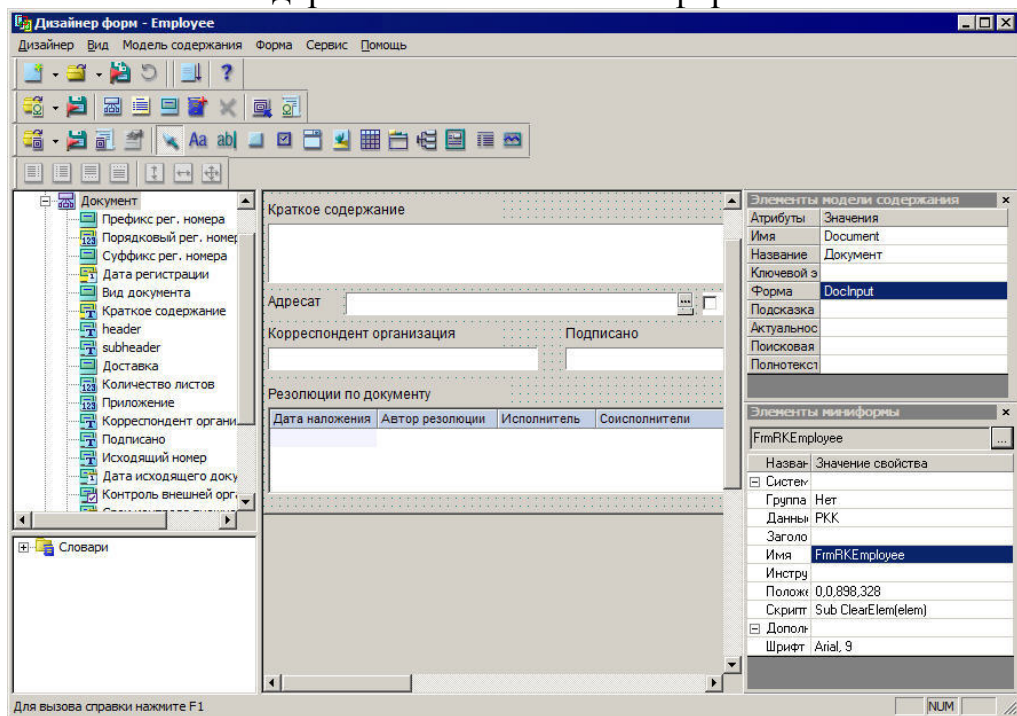 Дизайнер форм - Employee
Дизайнер Вид Модель содержания Форма Сервис Помощь
Aa ab|
Документ
Префикс рег. номера
Порядковый рег. номер
Суффикс рег. номера
Дата регистрации
Вид документа
Краткое содержание
header
subheader
Доставка
Количество листов
Приложение
Корреспондент органи
Подписано
Исходящий номер
Дата исходящего доку
Контроль внешней орг.
Словари
Краткое содержание
Адресат ...
Корреспондент организация Подписано
Резолюции по документу
Дата наложения Автор резолюции Исполнитель Соисполнители
Элементы модели содержания
Атрибуты Значения
Имя Document
Название Документ
Ключевой э
Форма DocInput
Подсказка
Актуальнос
Поисковая
Полнотекст
Элементы миниформы
FrmRKEmployee ...
Назван Значение свойства
Систем
Группа Нет
Данны РКК
Заголо
Имя FrmRKEmployee
Инстру
Положе 0,0,898,328
Скрипт Sub ClearElem(elem)
Дополн
Шрифт Arial, 9
Для вызова справки нажмите F1 NUM